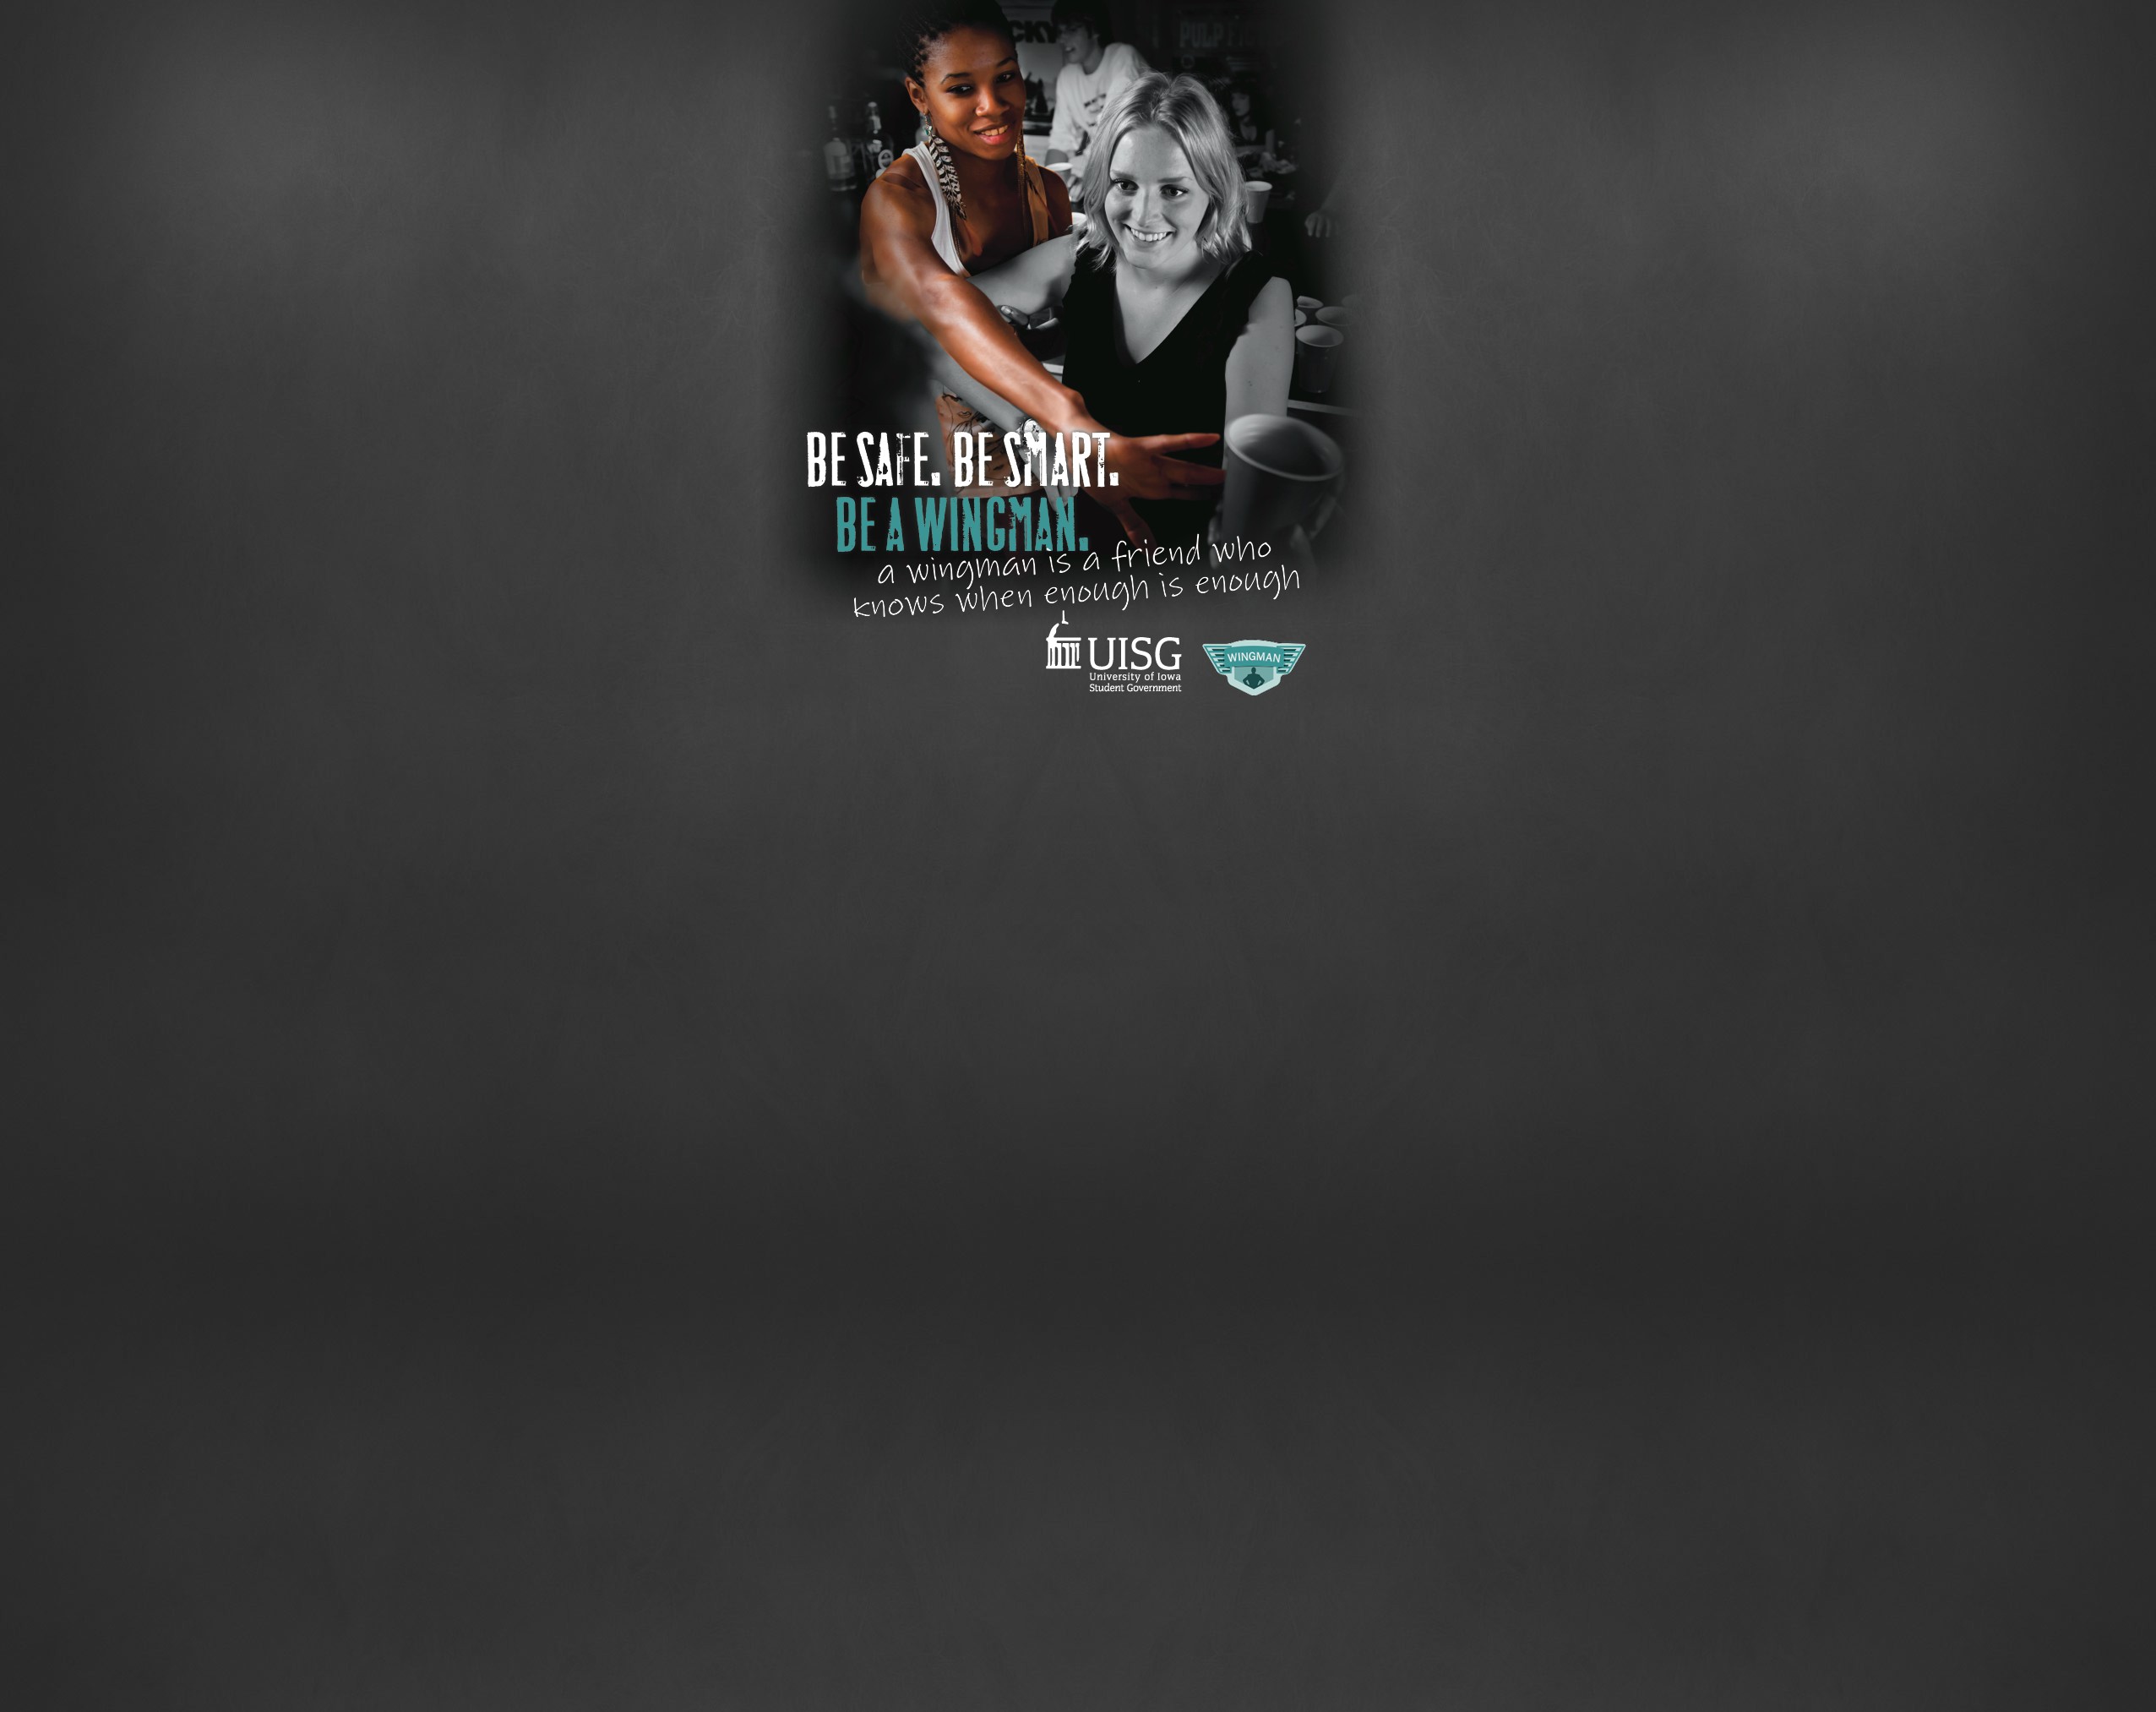 BE SAFE. BE SMART.
BE A WINGMAN.
a wingman is a friend who
knows when enough is enough
UISG
University of Iowa
Student Government
WINGMAN